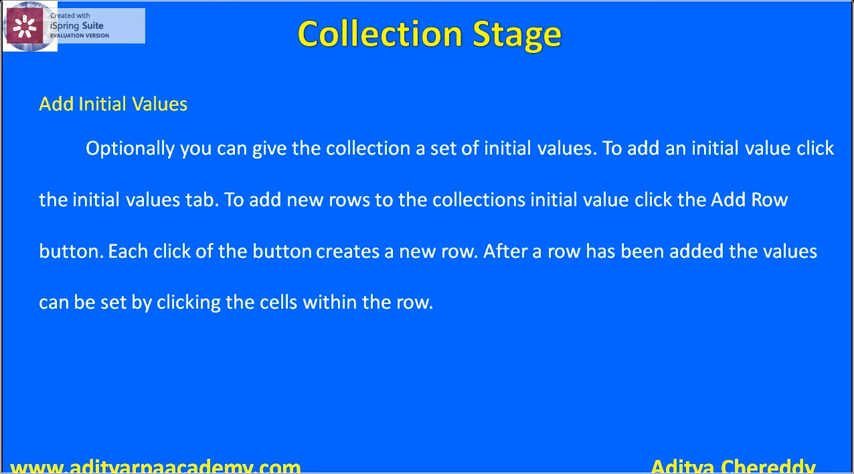 Created with
iSpring Suite
EVALUATION VERSION
Collection Stage
Add Initial Values
Optionally you can give the collection a set of initial values. To add an initial value click
the initial values tab. To add new rows to the collections initial value click the Add Row
button. Each click of the button creates a new row. After a row has been added the values
can be set by clicking the cells within the row.
www.adityarpaacademy.com
Aditya Chereddy